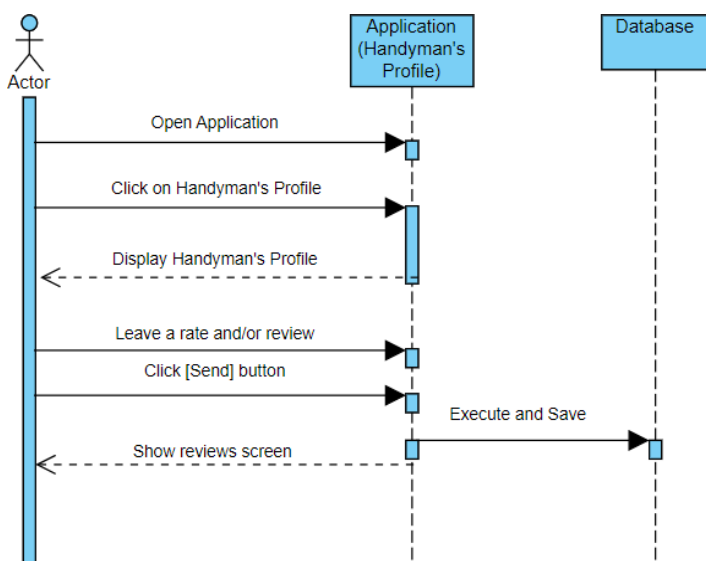 Actor
Application
(Handyman's
Profile)
Database
Open Application
Click on Handyman's Profile
Display Handyman's Profile
Leave a rate and/or review
Click [Send] button
Execute and Save
Show reviews screen